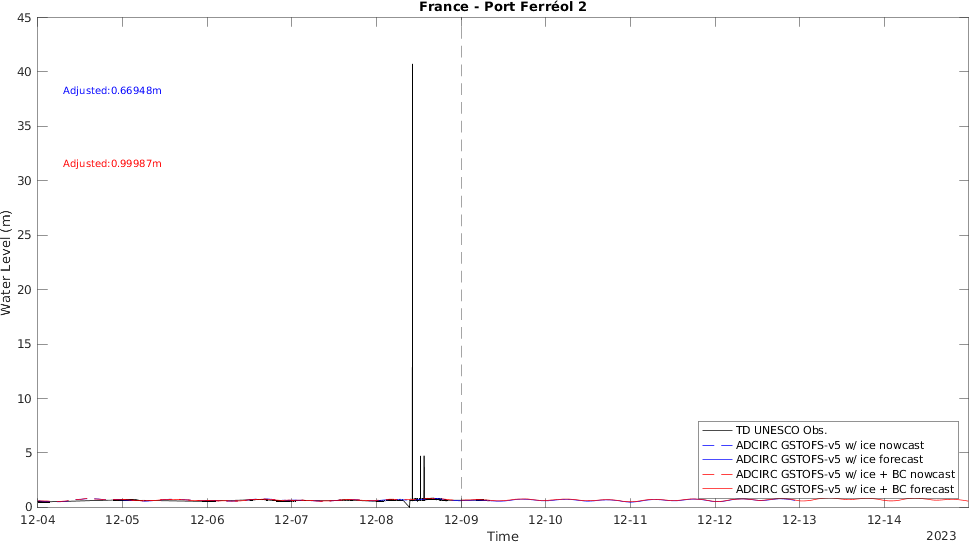 France - Port Ferréol 2
45
40
35
30
25
20
15
10
5
0
Water Level (m)
Adjusted:0.66948m
Adjusted:0.99987m
TD UNESCO Obs.
ADCIRC GSTOFS-v5 w/ ice nowcast
ADCIRC GSTOFS-v5 w/ ice forecast
ADCIRC GSTOFS-v5 w/ ice + BC nowcast
ADCIRC GSTOFS-v5 w/ ice + BC forecast
12-04 12-05 12-06 12-07 12-08 12-09 12-10 12-11 12-12 12-13 12-14
Time
2023